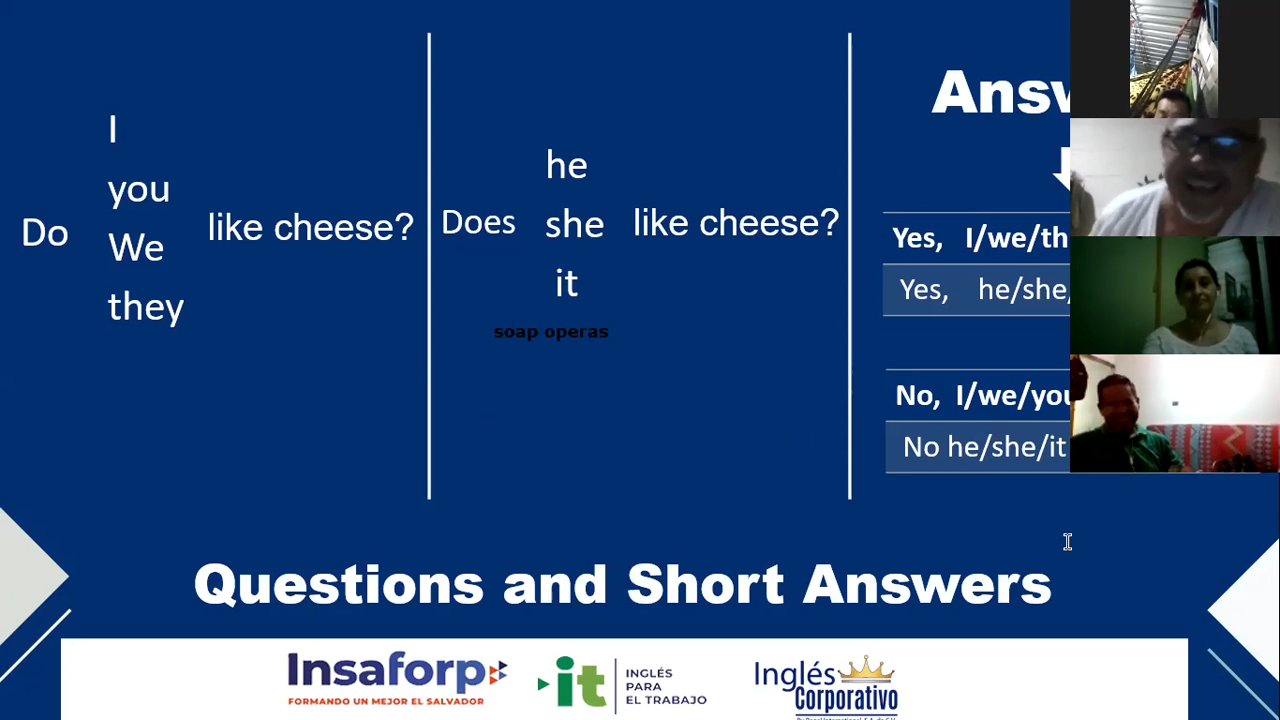 I
you
Do
We
like cheese?
they
he
Does
she
like cheese?
it
soap operas
Yes, I/we/th
Yes, he/she/
No, I/we/you
No he/she/it
Questions and Short Answers
Insaforp
FORMANDO UN MEJOR EL SALVADOR
it
INGLÉS
PARA
EL TRABAJO
Inglés
Corporativo